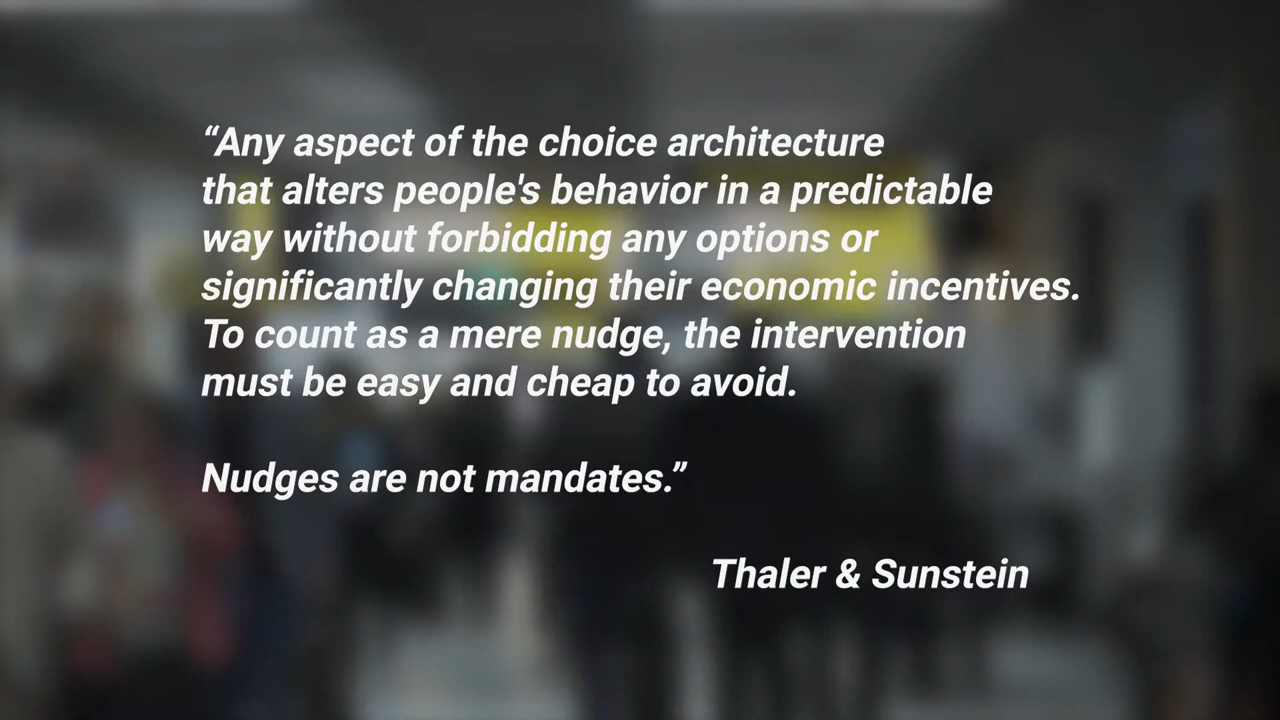 “Any aspect of the choice architecture
that alters people's behavior in a predictable
way without forbidding any options or
significantly changing their economic incentives.
To count as a mere nudge, the intervention
must be easy and cheap to avoid.
Nudges are not mandates.”
Thaler & Sunstein